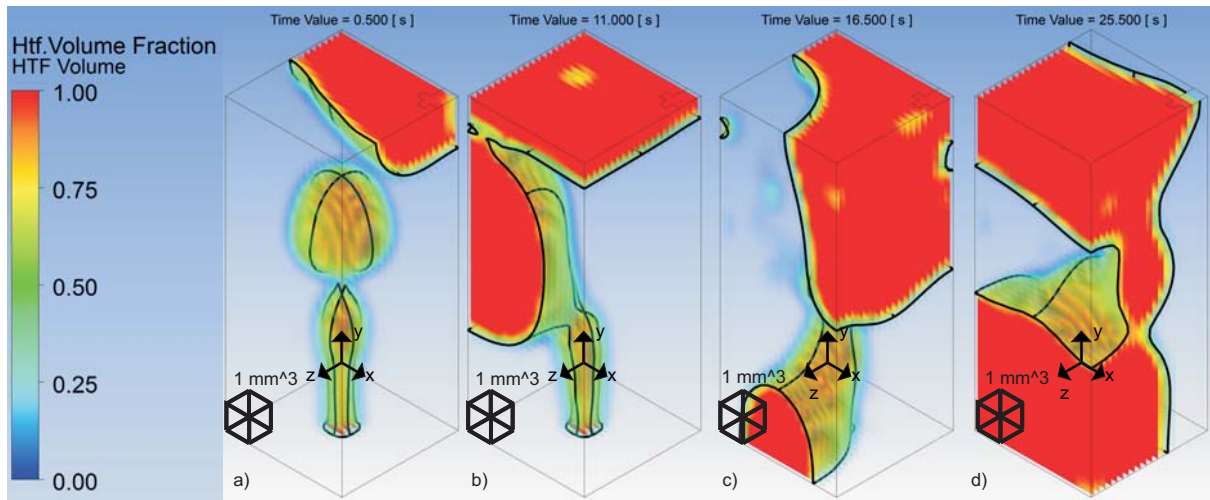 Htf.Volume Fraction
HTF Volume
1.00
0.75
0.50
0.25
0.00
Time Value = 0.500 [ s ]
y
z
x
1 mm^3
a)
Time Value = 11.000 [ s ]
y
z
x
1 mm^3
b)
Time Value = 16.500 [ s ]
y
x
z
1 mm^3
c)
Time Value = 25.500 [ s ]
y
x
z
1 mm^3
d)